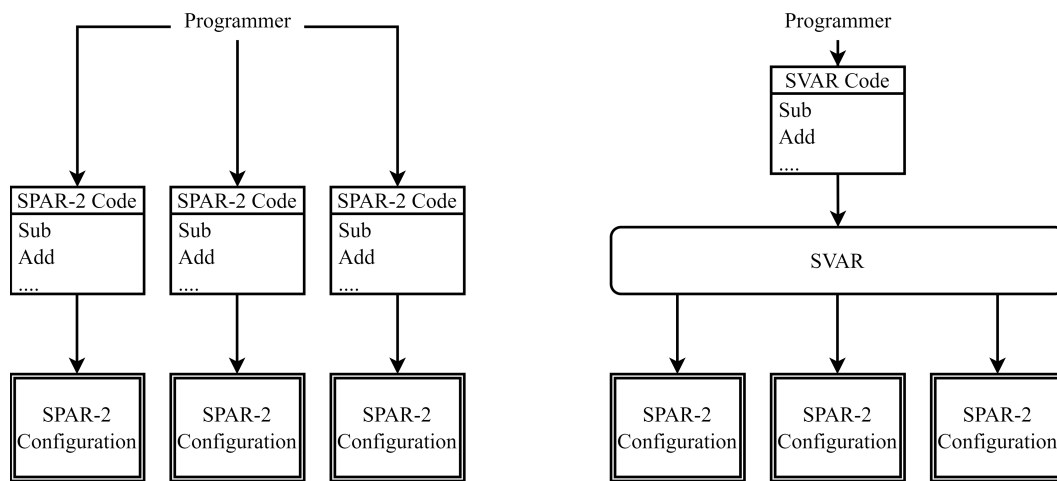 Programmer
SPAR-2 Code
Sub
Add
....
SPAR-2 Code
Sub
Add
....
SPAR-2 Code
Sub
Add
....
SPAR-2
Configuration
SPAR-2
Configuration
SPAR-2
Configuration
Programmer
SVAR Code
Sub
Add
....
SVAR
SPAR-2
Configuration
SPAR-2
Configuration
SPAR-2
Configuration